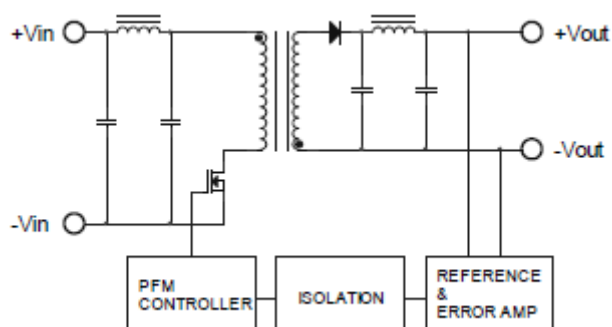 +Vin
+Vout
-Vout
-Vin
PFM
CONTROLLER
ISOLATION
REFERENCE
&
ERROR AMP